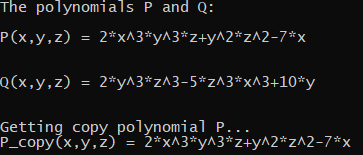 The polynomials P and Q:
P(x,y,z) = 2*x^3*y^3*z+y^2*z^2-7*x
Q(x,y,z) = 2*y^3*z^3-5*z^3*x^3+10*y
Getting copy polynomial P...
P_copy(x,y,z) = 2*x^3*y^3*z+y^2*z^2-7*x